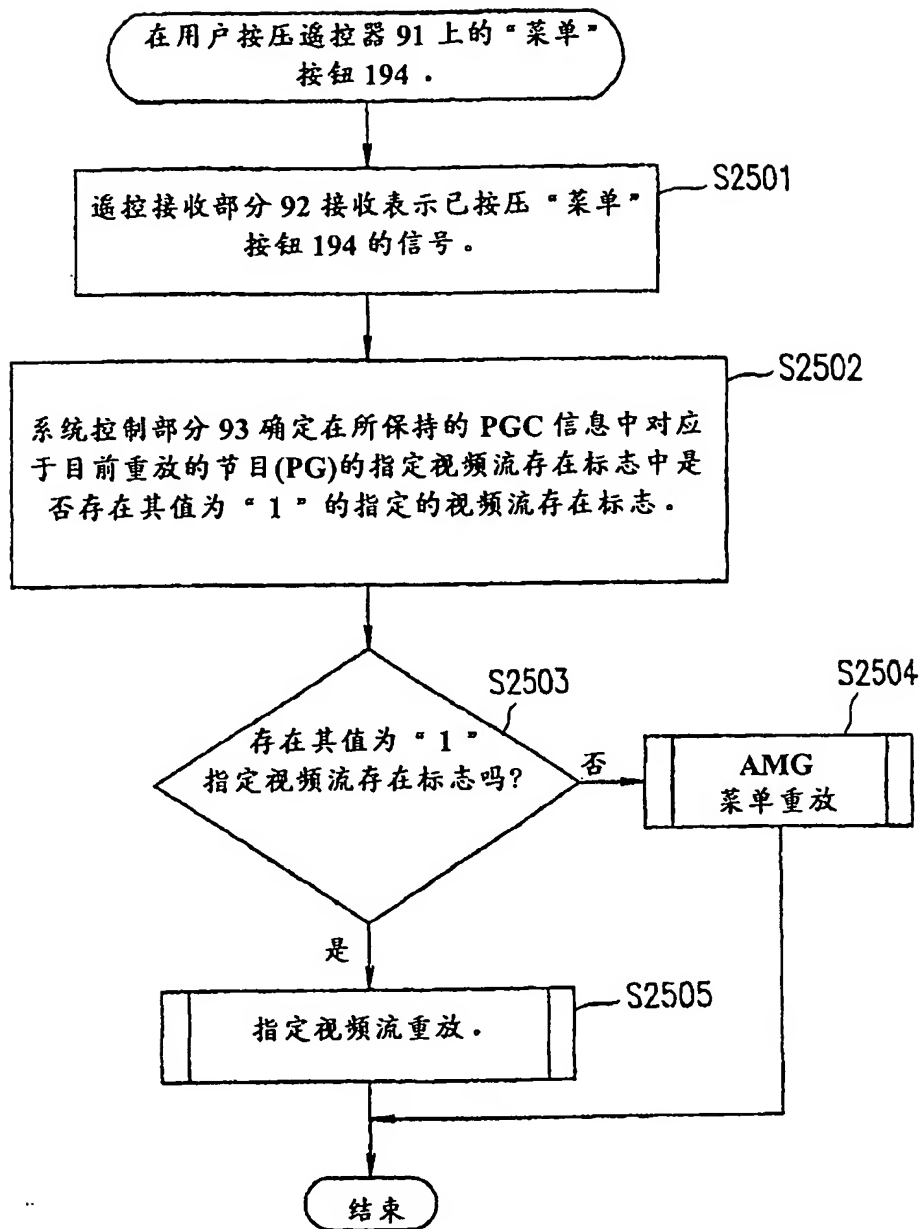 在用户按压遥控器 91 上的“菜单”
按钮 194 .
S2501
遥控接收部分 92 接收表示已按压“菜单”
按钮 194 的信号。
S2502
系统控制部分 93 确定在所保持的 PGC 信息中对应
于目前重放的节目(PG)的指定视频流存在标志中是
否存在其值为“1”的指定的视频流存在标志。
S2503
存在其值为“1”
指定视频流存在标志吗?
否
S2504
AMG
菜单重放
是
S2505
指定视频流重放。
结束